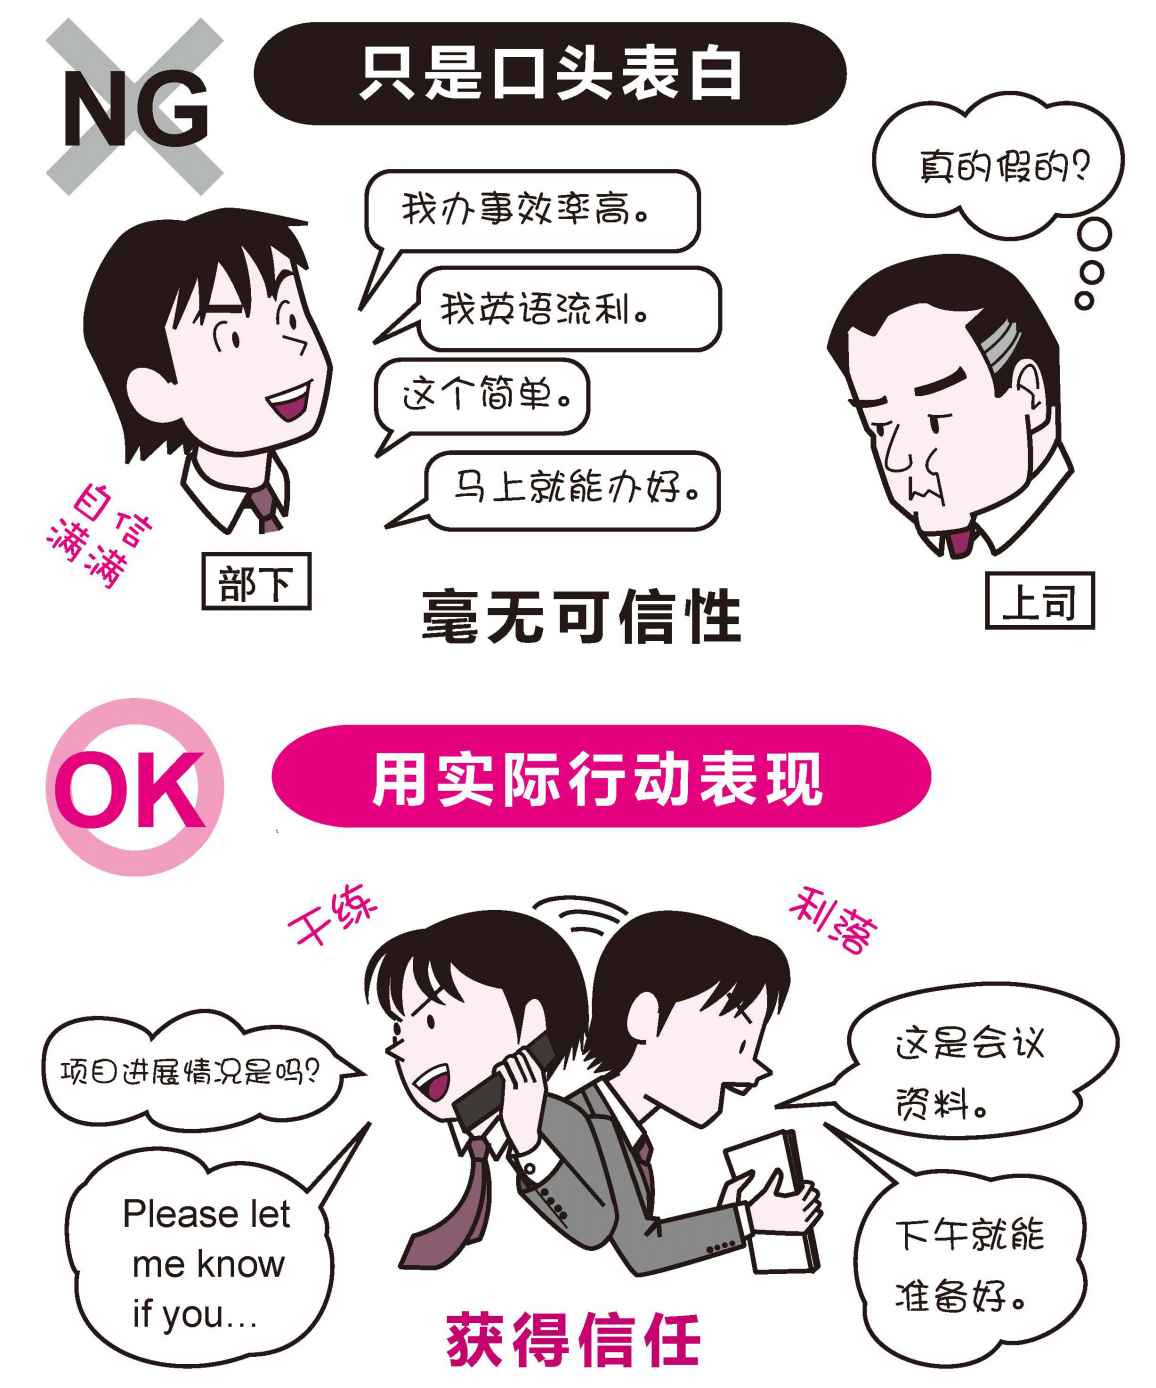 NG
只是口头表白
真的假的？
我办事效率高。
我英语流利。
这个简单。
马上就能办好。
自信
满满
部下
上司
毫无可信性
OK
用实际行动表现
干练
利落
项目进展情况是吗？
这是会议
资料。
Please let
me know
if you…
下午就能
准备好。
获得信任